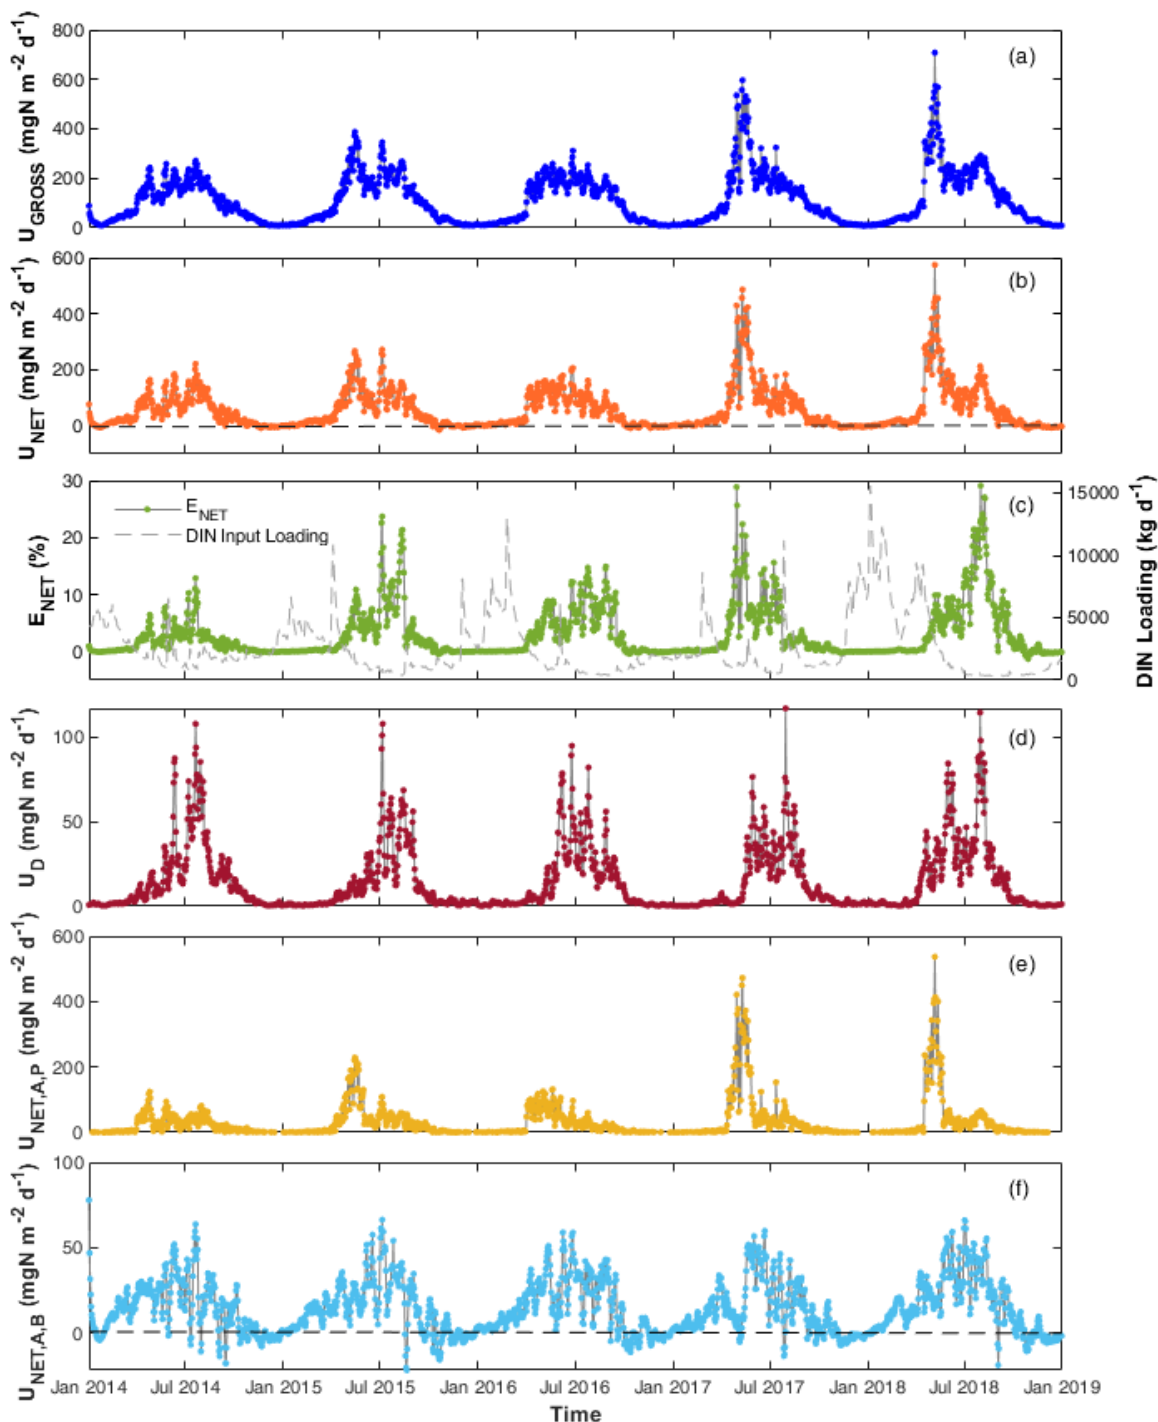 800
600
400
200
0
U_GROSS (mgN m^-2 d^-1)
(a)
600
400
200
0
U_NET (mgN m^-2 d^-1)
(b)
30
20
10
0
E_NET (%)
E_NET
DIN Input Loading
(c)
15000
10000
5000
0
DIN Loading (kg d^-1)
100
50
0
U_D (mgN m^-2 d^-1)
(d)
600
400
200
0
U_NET,A,P (mgN m^-2 d^-1)
(e)
100
50
0
U_NET,A,B (mgN m^-2 d^-1)
(f)
Jan 2014 Jul 2014 Jan 2015 Jul 2015 Jan 2016 Jul 2016 Jan 2017 Jul 2017 Jan 2018 Jul 2018 Jan 2019
Time